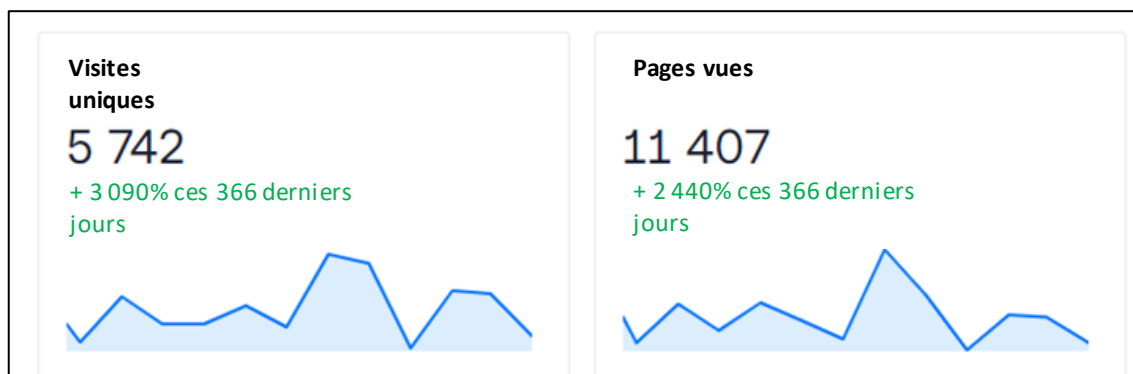 Visites
uniques
5 742
+ 3 090% ces 366 derniers
jours
Pages vues
11 407
+ 2 440% ces 366 derniers
jours